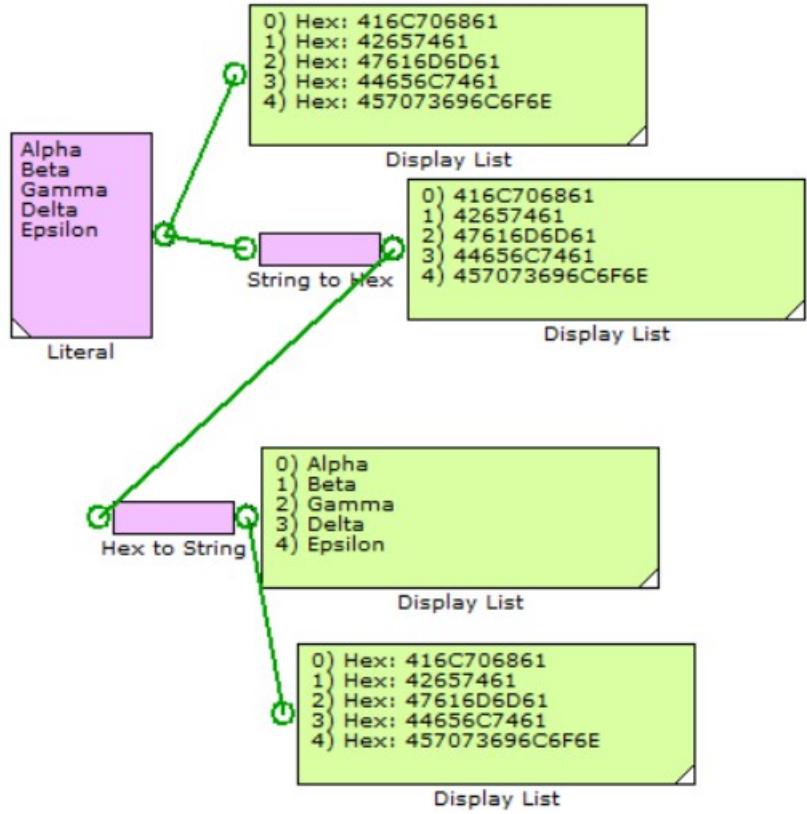 0) Hex: 416C706861
1) Hex: 42657461
2) Hex: 47616D6D61
3) Hex: 44656C7461
4) Hex: 457073696C6F6E
Display List
Alpha
Beta
Gamma
Delta
Epsilon
Literal
String to Hex
0) 416C706861
1) 42657461
2) 47616D6D61
3) 44656C7461
4) 457073696C6F6E
Display List
Hex to String
0) Alpha
1) Beta
2) Gamma
3) Delta
4) Epsilon
Display List
0) Hex: 416C706861
1) Hex: 42657461
2) Hex: 47616D6D61
3) Hex: 44656C7461
4) Hex: 457073696C6F6E
Display List